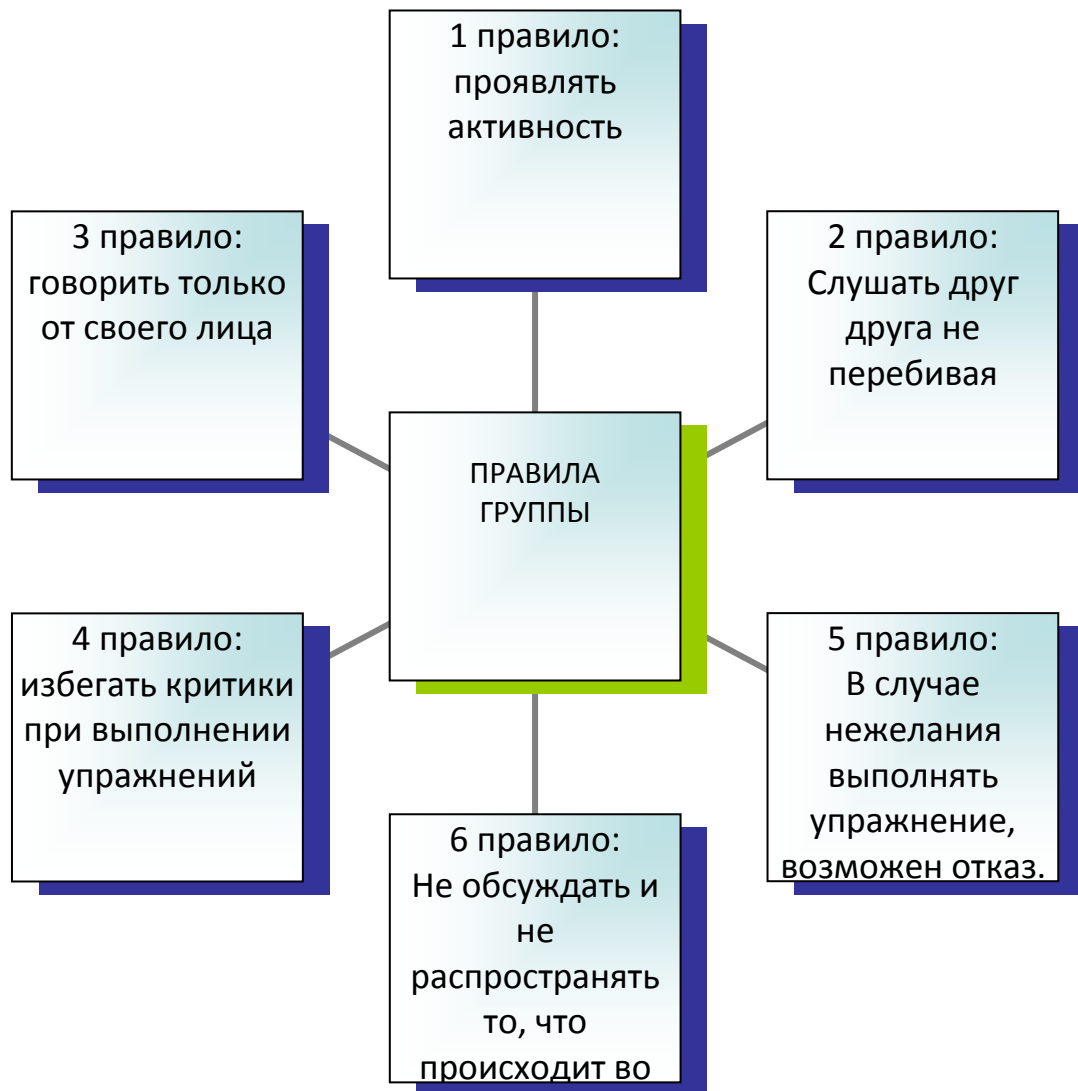 1 правило:
проявлять
активность
3 правило:
говорить только
от своего лица
2 правило:
Слушать друг
друга не
перебивая
ПРАВИЛА
ГРУППЫ
4 правило:
избегать критики
при выполнении
упражнений
5 правило:
В случае
нежелания
выполнять
упражнение,
возможен отказ.
6 правило:
Не обсуждать и
не
распространять
то, что
происходит во